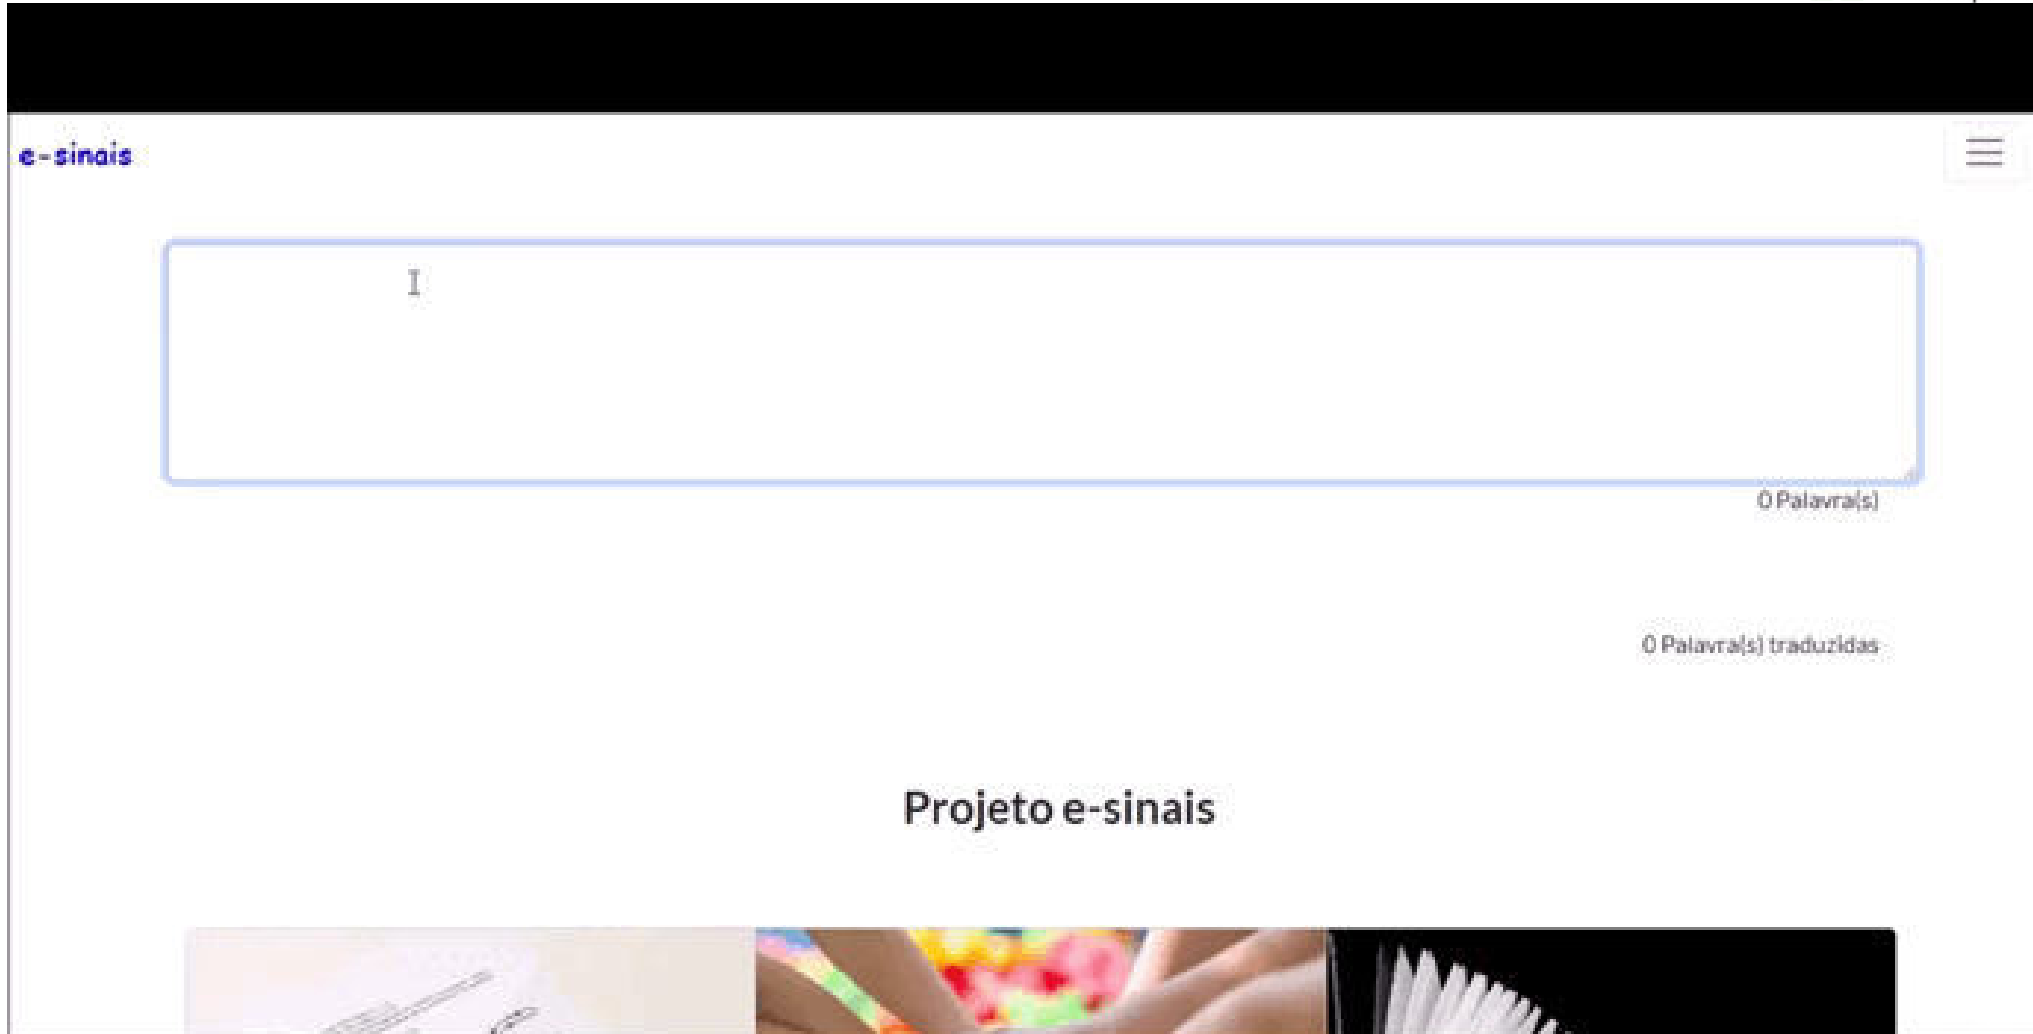 e-sinais
0 Palavra(s)
0 Palavra(s) traduzidas
Projeto e-sinais